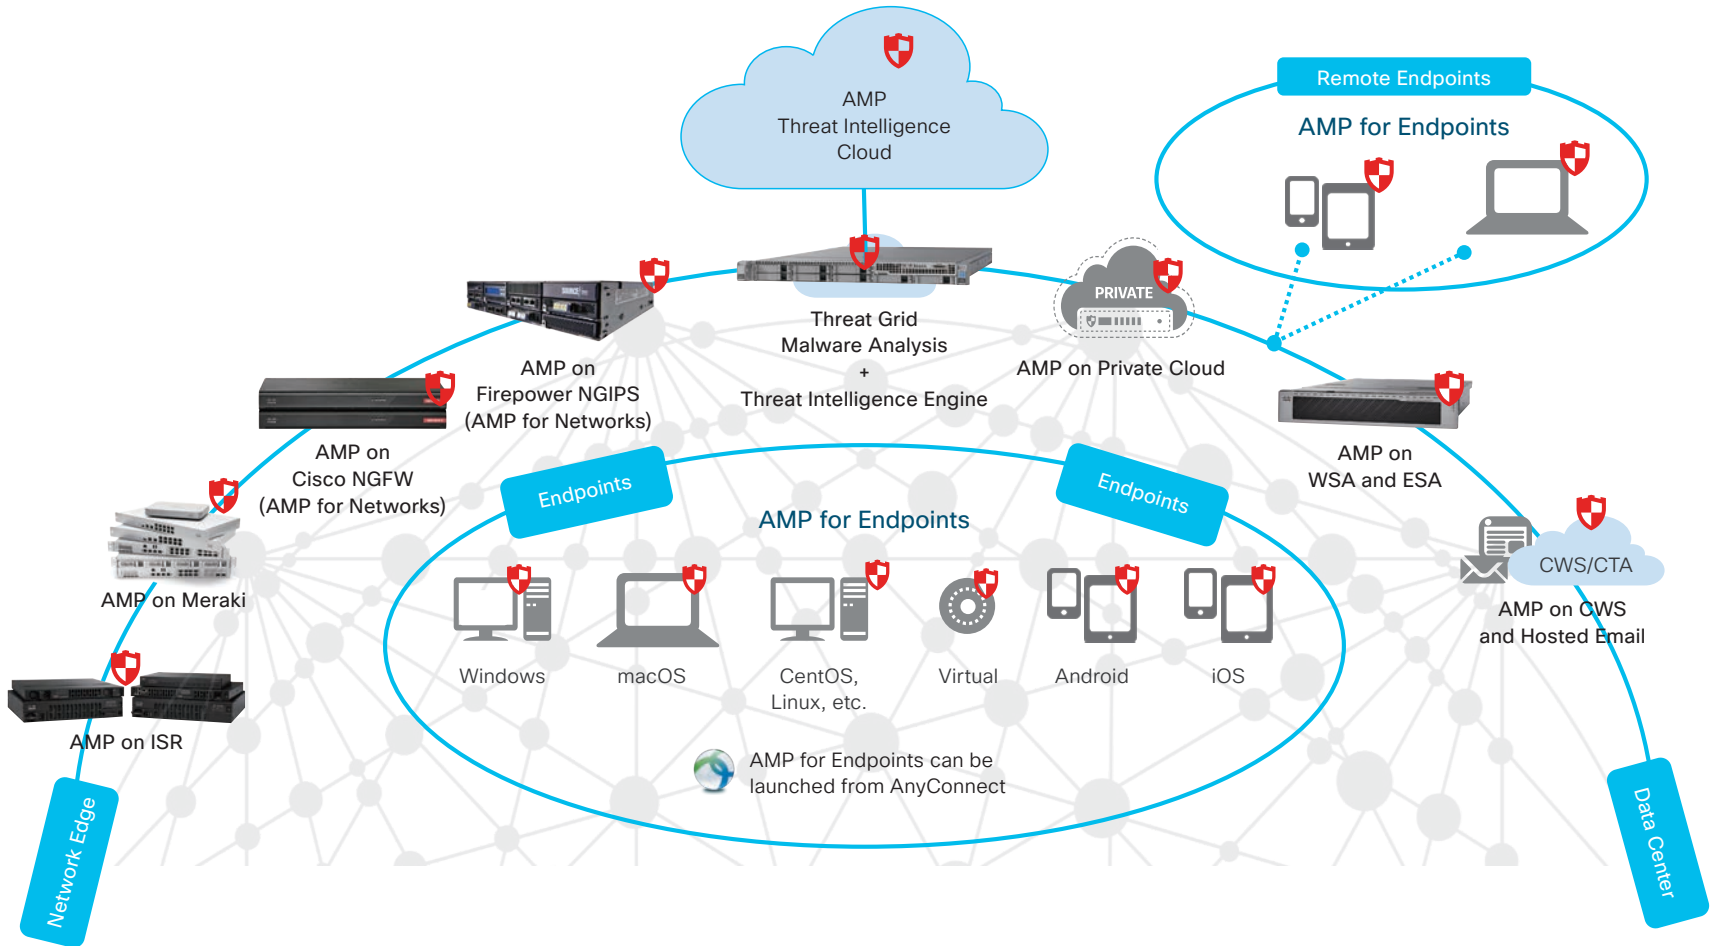 AMP
Threat Intelligence
Cloud
Remote Endpoints
AMP for Endpoints
PRIVATE
Threat Grid
Malware Analysis
+
Threat Intelligence Engine
AMP on Private Cloud
AMP on
Firepower NGIPS
(AMP for Networks)
AMP on
Cisco NGFW
(AMP for Networks)
AMP on
WSA and ESA
Endpoints
Endpoints
AMP for Endpoints
AMP on Meraki
CWS/CTA
AMP on CWS
and Hosted Email
Windows
macOS
CentOS,
Linux, etc.
Virtual
Android
iOS
AMP on ISR
AMP for Endpoints can be
launched from AnyConnect
Network Edge
Data Center